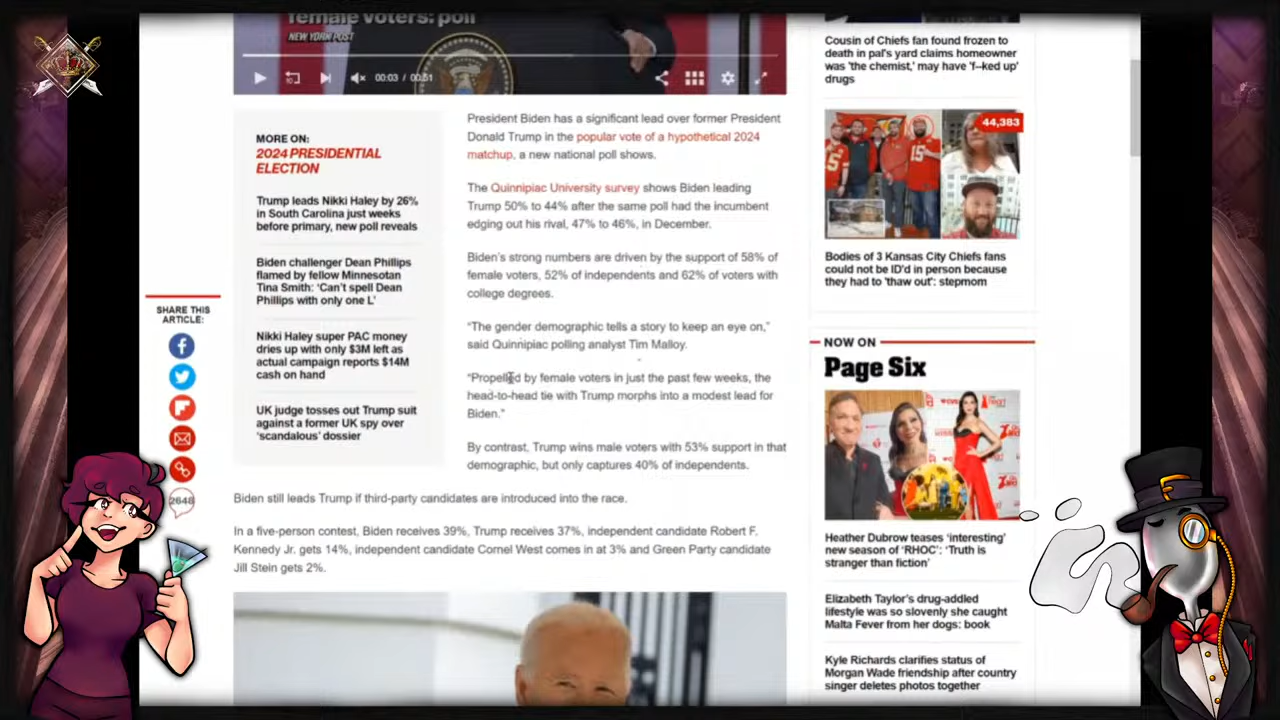 female voters: poll
NEW YORK POST
00:03 / 00:51
MORE ON:
2024 PRESIDENTIAL
ELECTION
Trump leads Nikki Haley by 26%
in South Carolina just weeks
before primary, new poll reveals
Biden challenger Dean Phillips
flamed by fellow Minnesotan
Tina Smith: ‘Can’t spell Dean
Phillips with only one L’
Nikki Haley super PAC money
dries up with only $3M left as
actual campaign reports $14M
cash on hand
UK judge tosses out Trump suit
against a former UK spy over
‘scandalous’ dossier
SHARE THIS
ARTICLE:
2648
President Biden has a significant lead over former President
Donald Trump in the popular vote of a hypothetical 2024
matchup, a new national poll shows.
The Quinnipiac University survey shows Biden leading
Trump 50% to 44% after the same poll had the incumbent
edging out his rival, 47% to 46%, in December.
Biden’s strong numbers are driven by the support of 58% of
female voters, 52% of independents and 62% of voters with
college degrees.
“The gender demographic tells a story to keep an eye on,”
said Quinnipiac polling analyst Tim Malloy.
“Propelled by female voters in just the past few weeks, the
head-to-head tie with Trump morphs into a modest lead for
Biden.”
By contrast, Trump wins male voters with 53% support in that
demographic, but only captures 40% of independents.
Biden still leads Trump if third-party candidates are introduced into the race.
In a five-person contest, Biden receives 39%, Trump receives 37%, independent candidate Robert F.
Kennedy Jr. gets 14%, independent candidate Cornel West comes in at 3% and Green Party candidate
Jill Stein gets 2%.
Cousin of Chiefs fan found frozen to
death in pal's yard claims homeowner
was 'the chemist,' may have 'f--ked up'
drugs
44,383
15
Bodies of 3 Kansas City Chiefs fans
could not be ID'd in person because
they had to 'thaw out': stepmom
NOW ON
Page Six
Heather Dubrow teases ‘interesting’
new season of ‘RHOC’: ‘Truth is
stranger than fiction’
Elizabeth Taylor’s drug-addled
lifestyle was so slovenly she caught
Malta Fever from her dogs: book
Kyle Richards clarifies status of
Morgan Wade friendship after country
singer deletes photos together